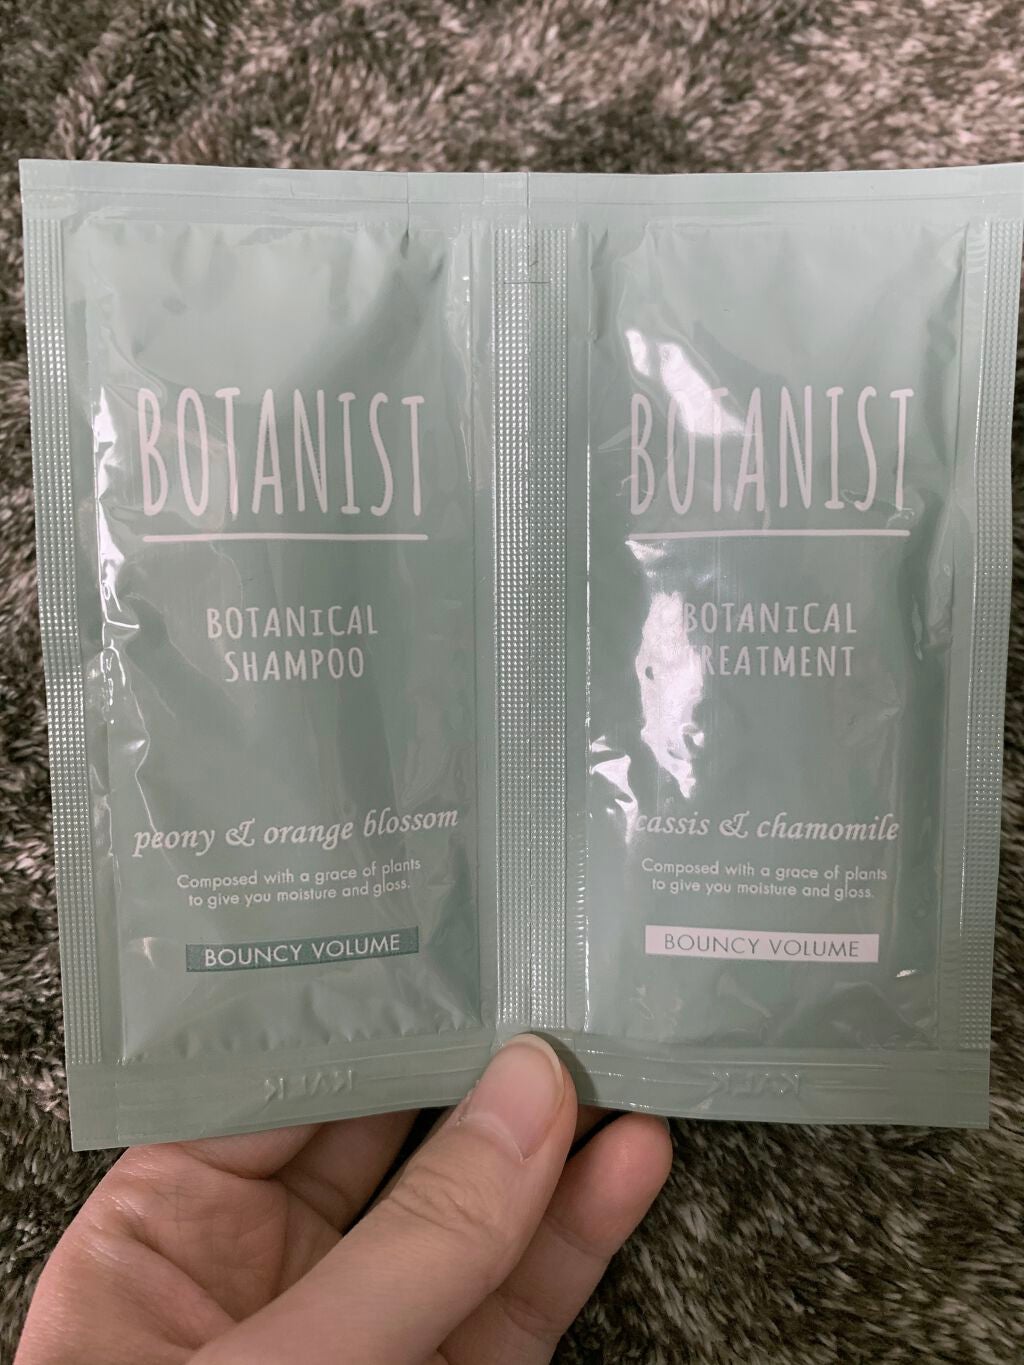 BOTANIST
BOTANICAL
SHAMPOO
peony & orange blossom
Composed with a grace of plants
to give you moisture and gloss.
BOUNCY VOLUME
BOTANIST
BOTANICAL
TREATMENT
cassis & chamomile
Composed with a grace of plants
to give you moisture and gloss.
BOUNCY VOLUME